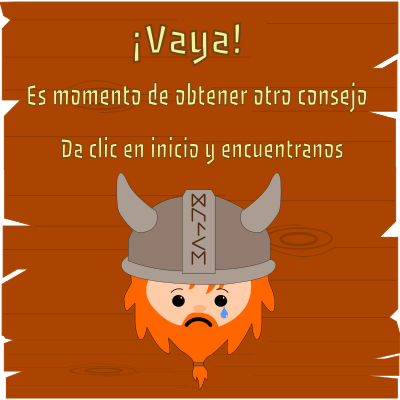 ¡Vaya!
Es momento de obtener otro consejo
Da clic en inicio y encuentranos